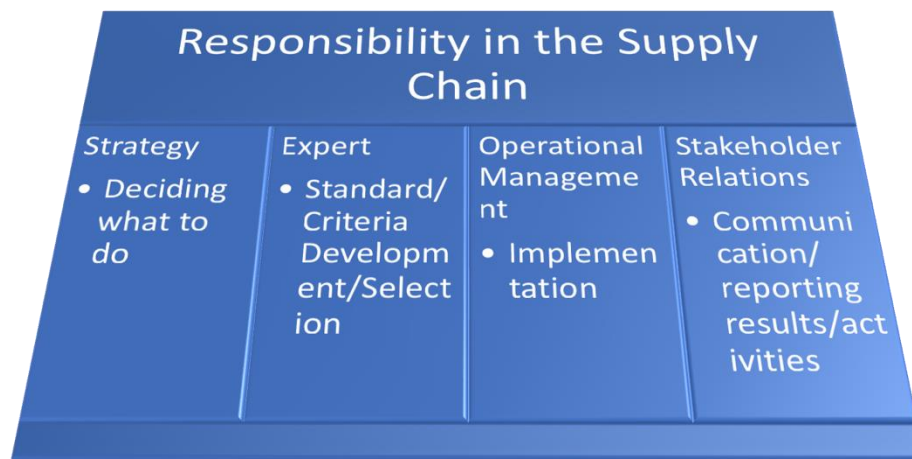 Responsibility in the Supply
Chain
Strategy
• Deciding
what to
do
Expert
• Standard/
Criteria
Developm
ent/Select
ion
Operational
Manageme
nt
• Implemen
tation
Stakeholder
Relations
• Communi
cation/
reporting
results/act
ivities